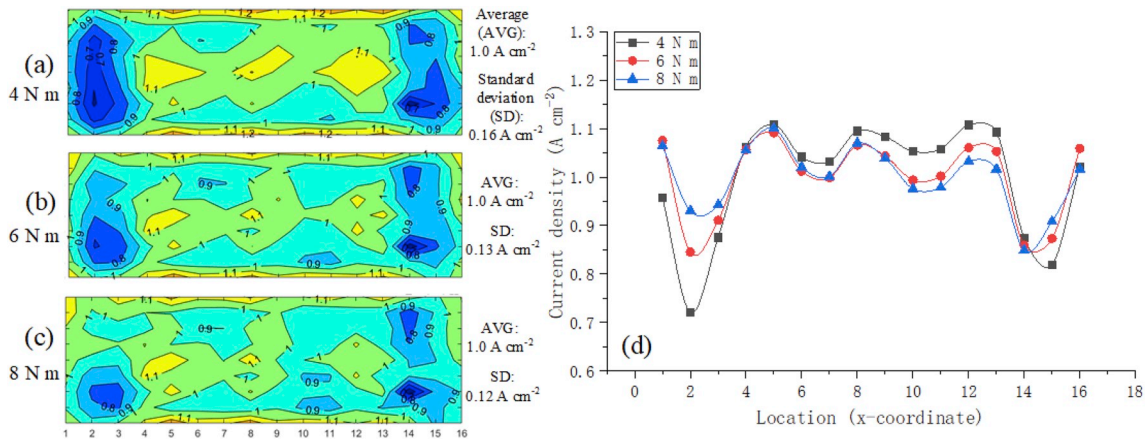 (a)
4 N m
Average
(AVG):
1.0 A cm-2
Standard
deviation
(SD):
0.16 A cm-2
(b)
6 N m
AVG:
1.0 A cm-2
SD:
0.13 A cm-2
(c)
8 N m
AVG:
1.0 A cm-2
SD:
0.12 A cm-2
1 2 3 4 5 6 7 8 9 10 11 12 13 14 15 16
4 N m
6 N m
8 N m
1.3
1.2
1.1
1.0
0.9
0.8
0.7
0.6
Current density (A cm-2)
(d)
0 2 4 6 8 10 12 14 16 18
Location (x-coordinate)